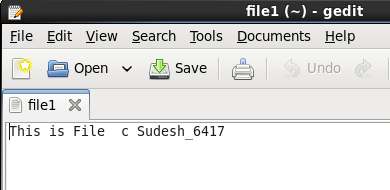 file1 (~) - gedit
File Edit View Search Tools Documents Help
Open Save Undo
file1
This is File  c Sudesh_6417